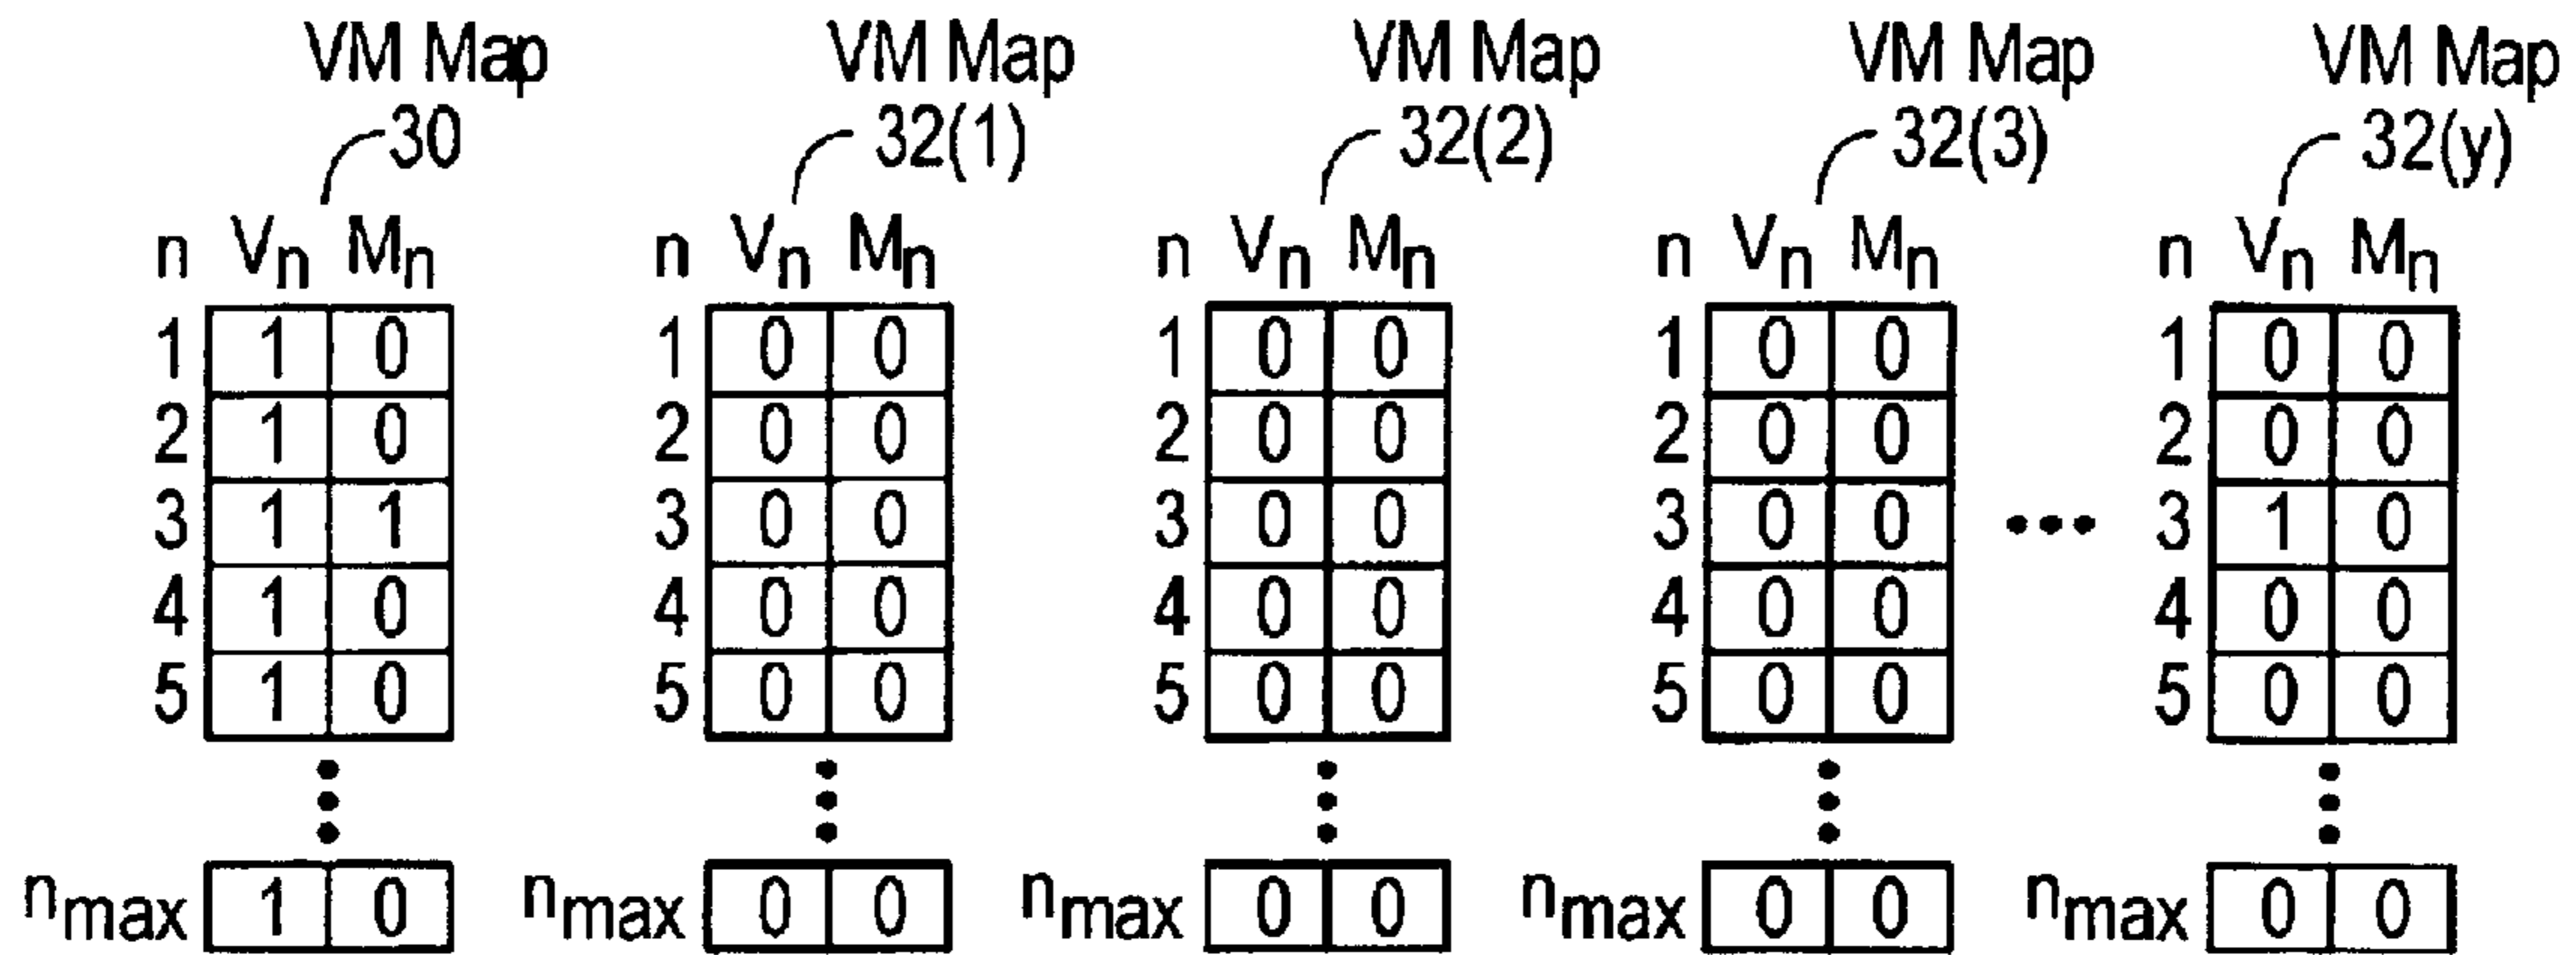 VM Map VM Map VM Map VM Map VM Map
30 32(1) 32(2) 32(3) 32(y)
n Vn Mn n Vn Mn n Vn Mn n Vn Mn n Vn Mn
1 1 0 1 0 0 1 0 0 1 0 0 1 0 0
2 1 0 2 0 0 2 0 0 2 0 0 2 0 0
3 1 1 3 0 0 3 0 0 3 0 0 ••• 3 1 0
4 1 0 4 0 0 4 0 0 4 0 0 4 0 0
5 1 0 5 0 0 5 0 0 5 0 0 5 0 0
nmax 1 0 nmax 0 0 nmax 0 0 nmax 0 0 nmax 0 0